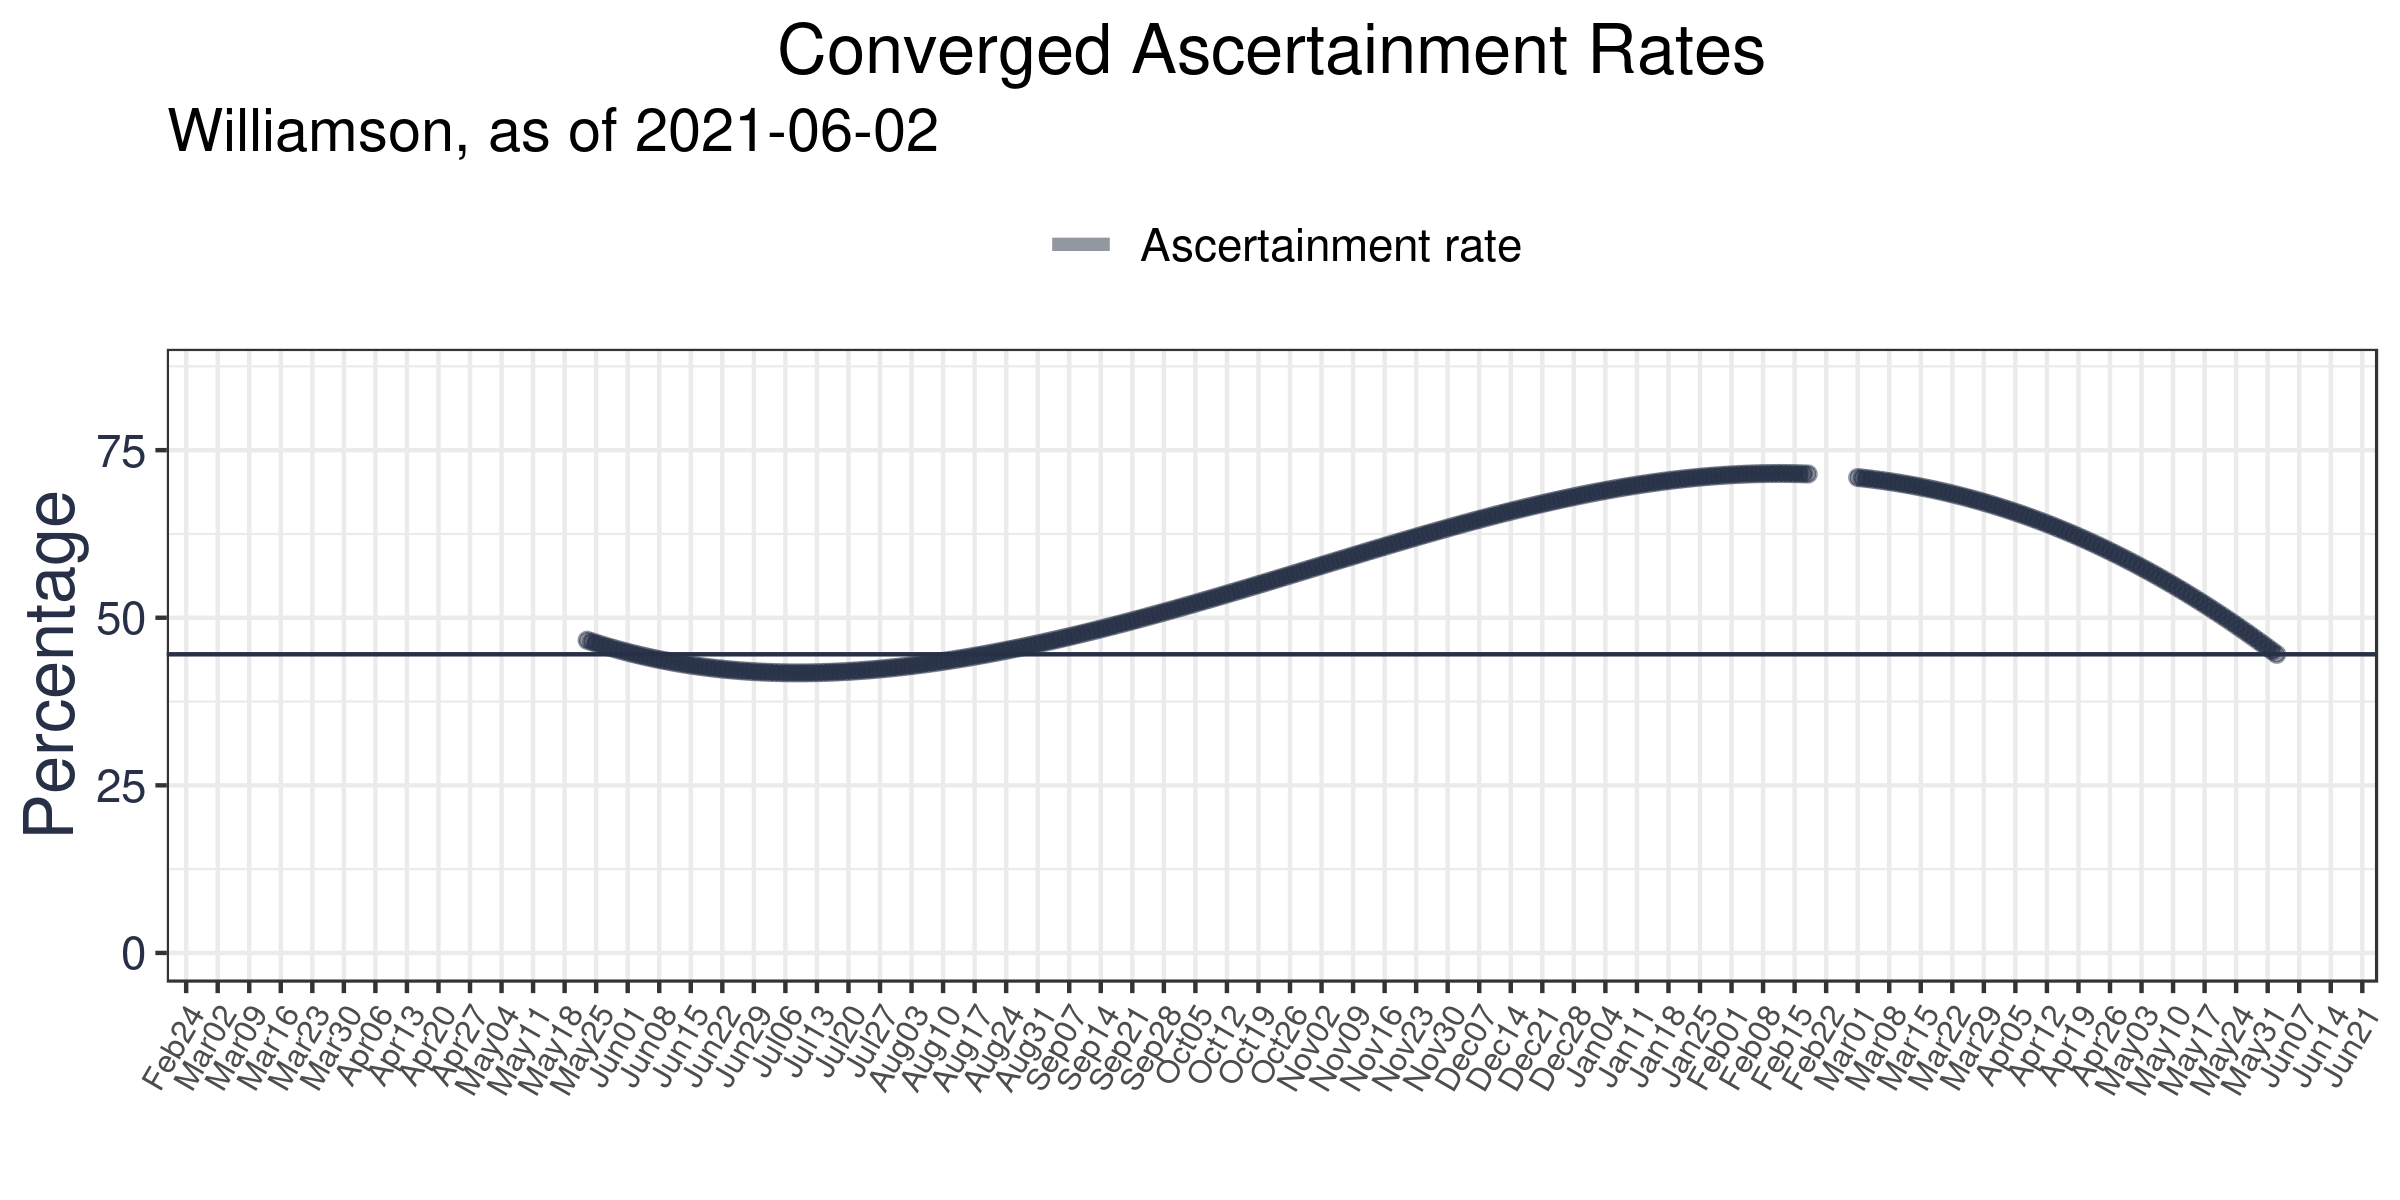 Converged Ascertainment Rates
Williamson, as of 2021-06-02
Ascertainment rate
Percentage
75
50
25
0
Feb24 Mar02 Mar09 Mar16 Mar23 Mar30 Apr06 Apr13 Apr20 Apr27 May04 May11 May18 May25 Jun01 Jun08 Jun15 Jun22 Jun29 Jul06 Jul13 Jul20 Jul27 Aug03 Aug10 Aug17 Aug24 Aug31 Sep07 Sep14 Sep21 Sep28 Oct05 Oct12 Oct19 Oct26 Nov02 Nov09 Nov16 Nov23 Nov30 Dec07 Dec14 Dec21 Dec28 Jan04 Jan11 Jan18 Jan25 Feb01 Feb08 Feb15 Feb22 Mar01 Mar08 Mar15 Mar22 Mar29 Apr05 Apr12 Apr19 Apr26 May03 May10 May17 May24 May31 Jun07 Jun14 Jun21